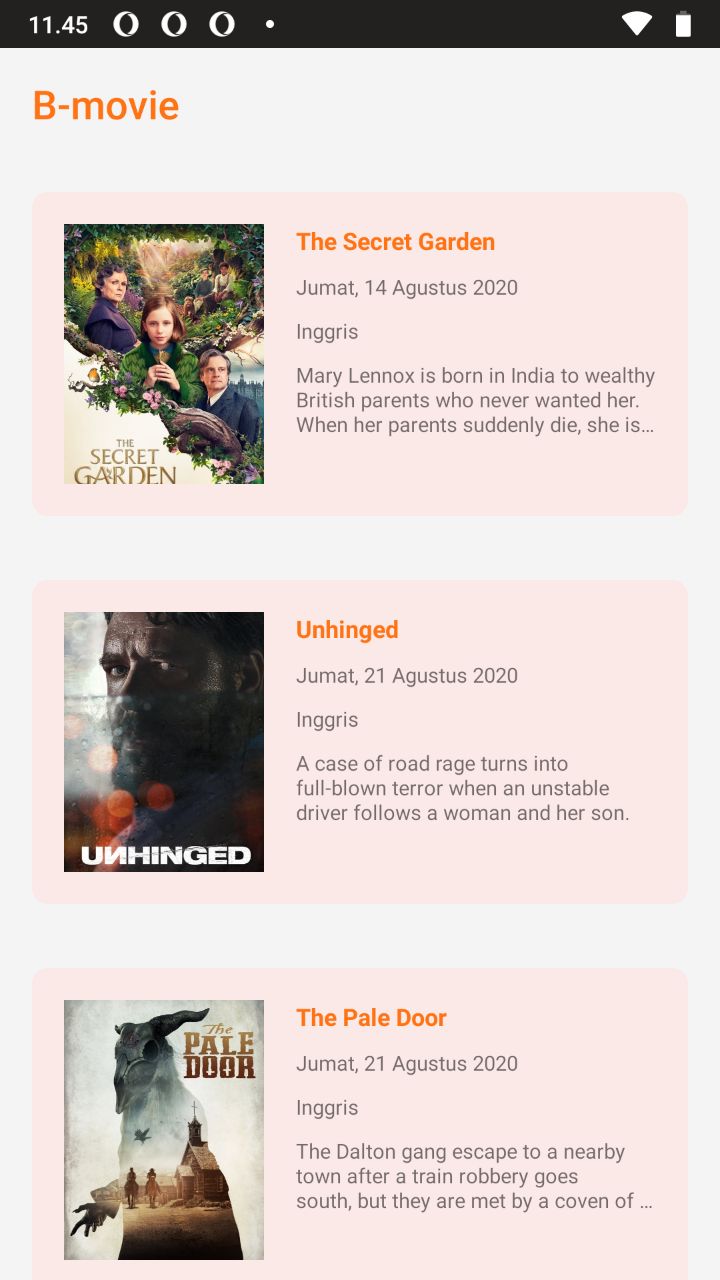 11.45
B-movie
The Secret Garden
Jumat, 14 Agustus 2020
Inggris
Mary Lennox is born in India to wealthy
British parents who never wanted her.
When her parents suddenly die, she is…
THE
SECRET
GARDEN
Unhinged
Jumat, 21 Agustus 2020
Inggris
A case of road rage turns into
full-blown terror when an unstable
driver follows a woman and her son.
UNHINGED
The Pale Door
Jumat, 21 Agustus 2020
Inggris
The Dalton gang escape to a nearby
town after a train robbery goes
south, but they are met by a coven of …
The
PALE
DOOR